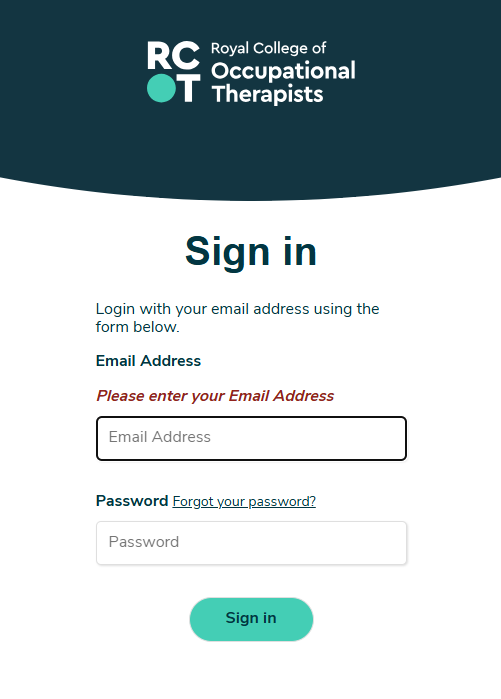 RC
T
Royal College of
Occupational
Therapists
Sign in
Login with your email address using the
form below.
Email Address
Please enter your Email Address
Email Address
Password Forgot your password?
Password
Sign in